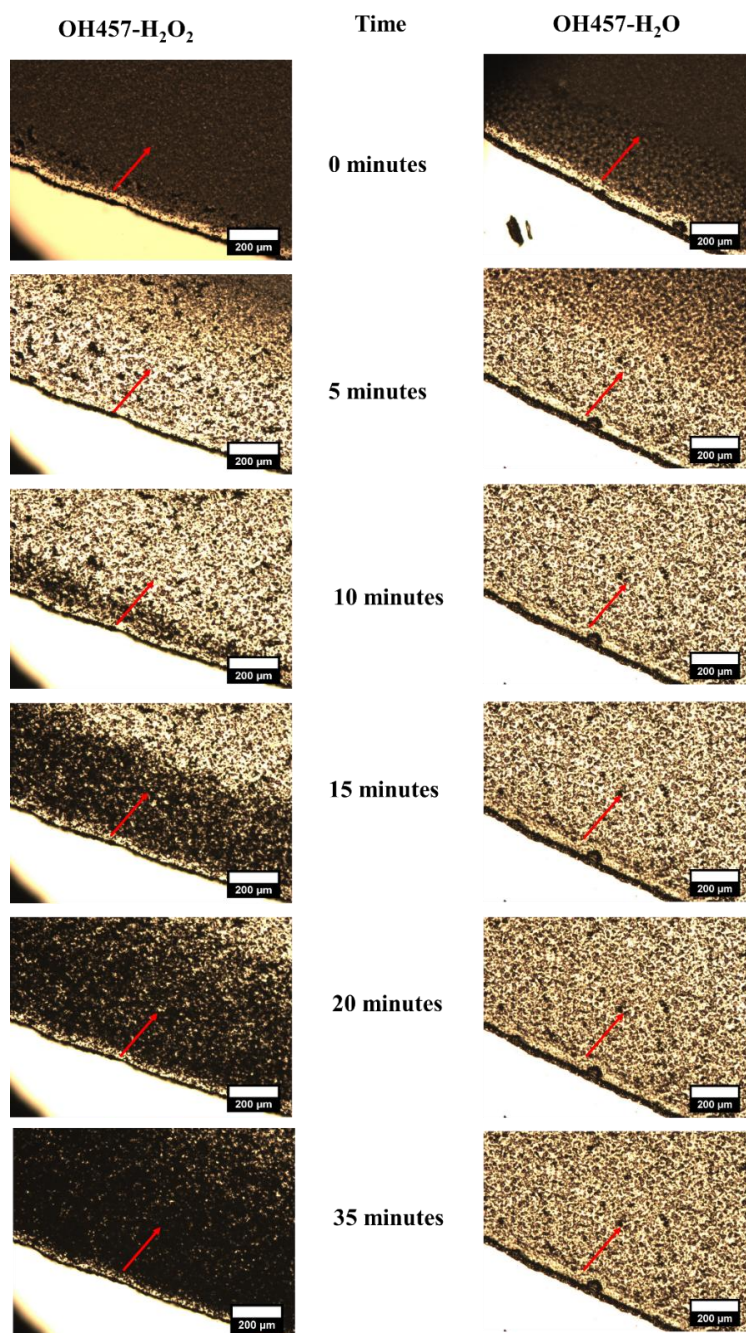 OH457-H₂O₂ Time OH457-H₂O
200 µm 0 minutes 200 µm
200 µm 5 minutes 200 µm
200 µm 10 minutes 200 µm
200 µm 15 minutes 200 µm
200 µm 20 minutes 200 µm
200 µm 35 minutes 200 µm